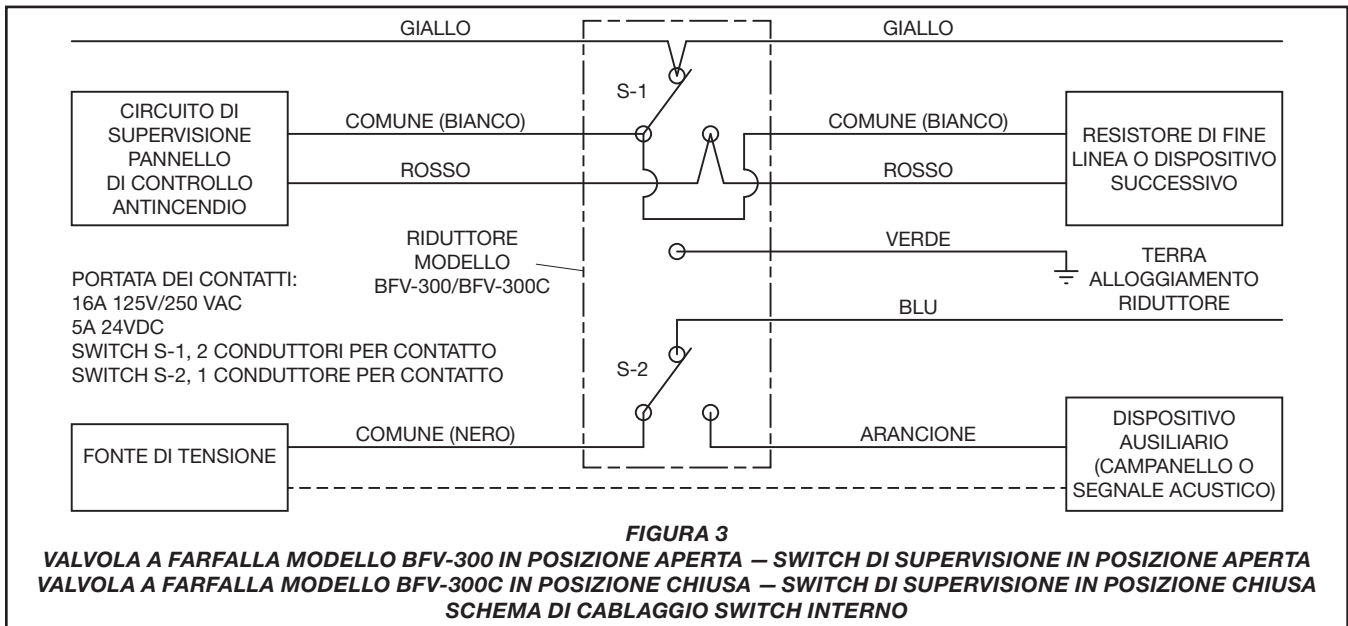 GIALLO
GIALLO
S-1
CIRCUITO DI
SUPERVISIONE
PANNELLO
DI CONTROLLO
ANTINCENDIO
COMUNE (BIANCO)
COMUNE (BIANCO)
ROSSO
ROSSO
RESISTORE DI FINE
LINEA O DISPOSITIVO
SUCCESSIVO
RIDUTTORE
MODELLO
BFV-300/BFV-300C
VERDE
TERRA
ALLOGGIAMENTO
RIDUTTORE
PORTATA DEI CONTATTI:
16A 125V/250 VAC
5A 24VDC
SWITCH S-1, 2 CONDUTTORI PER CONTATTO
SWITCH S-2, 1 CONDUTTORE PER CONTATTO
BLU
S-2
FONTE DI TENSIONE
COMUNE (NERO)
ARANCIONE
DISPOSITIVO
AUSILIARIO
(CAMPANELLO O
SEGNALE ACUSTICO)
FIGURA 3
VALVOLA A FARFALLA MODELLO BFV-300 IN POSIZIONE APERTA — SWITCH DI SUPERVISIONE IN POSIZIONE APERTA
VALVOLA A FARFALLA MODELLO BFV-300C IN POSIZIONE CHIUSA — SWITCH DI SUPERVISIONE IN POSIZIONE CHIUSA
SCHEMA DI CABLAGGIO SWITCH INTERNO